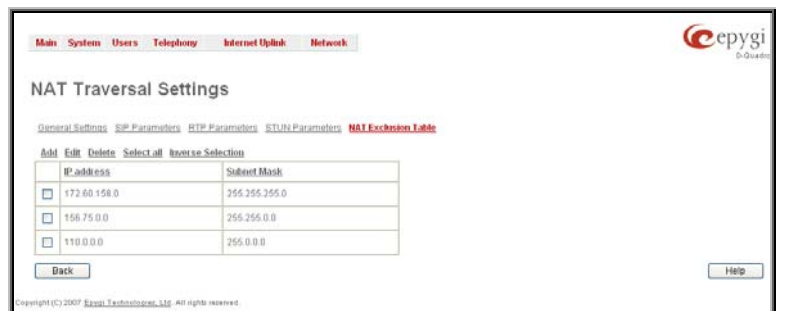 Main System Users Telephony Internet Uplink Network
epygi
NAT Traversal Settings
General Settings SIP Parameters RTP Parameters STUN Parameters NAT Exclusion Table
Add Edit Delete Select all Inverse Selection
IP address Subnet Mask
172.60.158.0 255.255.255.0
156.75.0.0 255.255.0.0
110.0.0.0 255.0.0.0
Back Help
Copyright (C) 2007 Epygi Technologies, Ltd. All rights reserved.